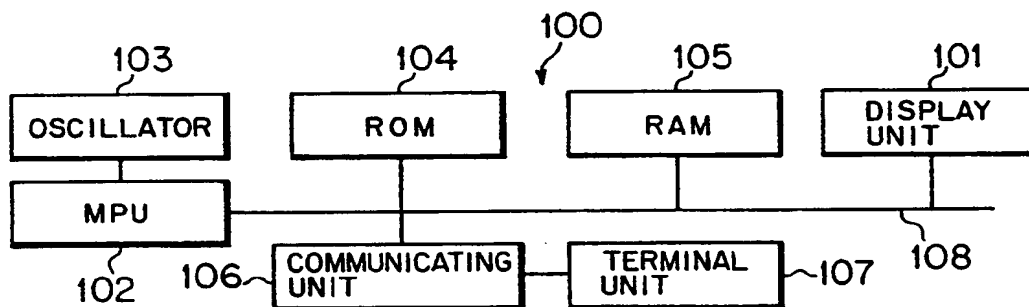 100
103
104
105
101
OSCILLATOR
ROM
RAM
DISPLAY
UNIT
MPU
108
102
106
COMMUNICATING
UNIT
TERMINAL
UNIT
107